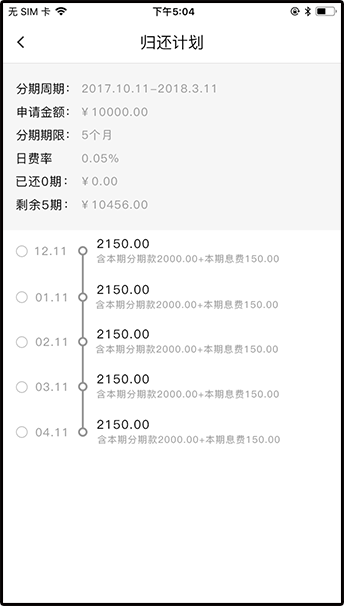 无 SIM 卡 下午5:04
归还计划
分期周期： 2017.10.11-2018.3.11
申请金额： ¥10000.00
分期期限： 5个月
日费率 0.05%
已还0期： ¥0.00
剩余5期： ¥10456.00
12.11 2150.00
含本期分期款2000.00+本期息费150.00
01.11 2150.00
含本期分期款2000.00+本期息费150.00
02.11 2150.00
含本期分期款2000.00+本期息费150.00
03.11 2150.00
含本期分期款2000.00+本期息费150.00
04.11 2150.00
含本期分期款2000.00+本期息费150.00